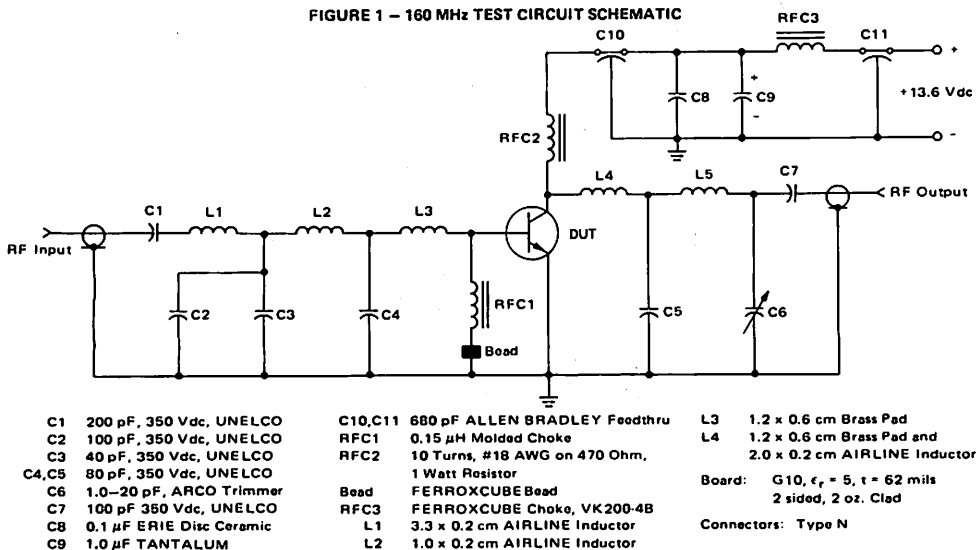 FIGURE 1 – 160 MHz TEST CIRCUIT SCHEMATIC
RFC3
C10
C11
+
C8
+
C9
–
+13.6 Vdc
–
RFC2
L4
L5
C7
RF Output
C1
L1
L2
L3
DUT
RF Input
RFC1
C2
C3
C4
C5
C6
Bead
C1 200 pF, 350 Vdc, UNELCO
C2 100 pF, 350 Vdc, UNELCO
C3 40 pF, 350 Vdc, UNELCO
C4,C5 80 pF, 350 Vdc, UNELCO
C6 1.0–20 pF, ARCO Trimmer
C7 100 pF 350 Vdc, UNELCO
C8 0.1 μF ERIE Disc Ceramic
C9 1.0 μF TANTALUM
C10,C11 680 pF ALLEN BRADLEY Feedthru
RFC1 0.15 μH Molded Choke
RFC2 10 Turns, #18 AWG on 470 Ohm,
1 Watt Resistor
Bead FERROXCUBE Bead
RFC3 FERROXCUBE Choke, VK200-4B
L1 3.3 x 0.2 cm AIRLINE Inductor
L2 1.0 x 0.2 cm AIRLINE Inductor
L3 1.2 x 0.6 cm Brass Pad
L4 1.2 x 0.6 cm Brass Pad and
2.0 x 0.2 cm AIRLINE Inductor
Board: G10, εr = 5, t = 62 mils
2 sided, 2 oz. Clad
Connectors: Type N